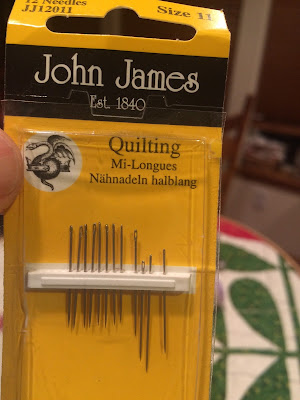 12 Needles
JJ12011
Size 11
John James
Est. 1840
Quilting
Mi-Longues
Nähnadeln halblang